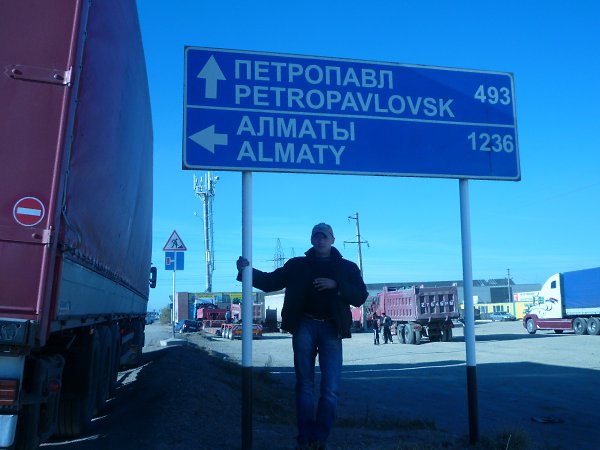 ПЕТРОПАВЛ
PETROPAVLOVSK 493
АЛМАТЫ 1236
ALMATY